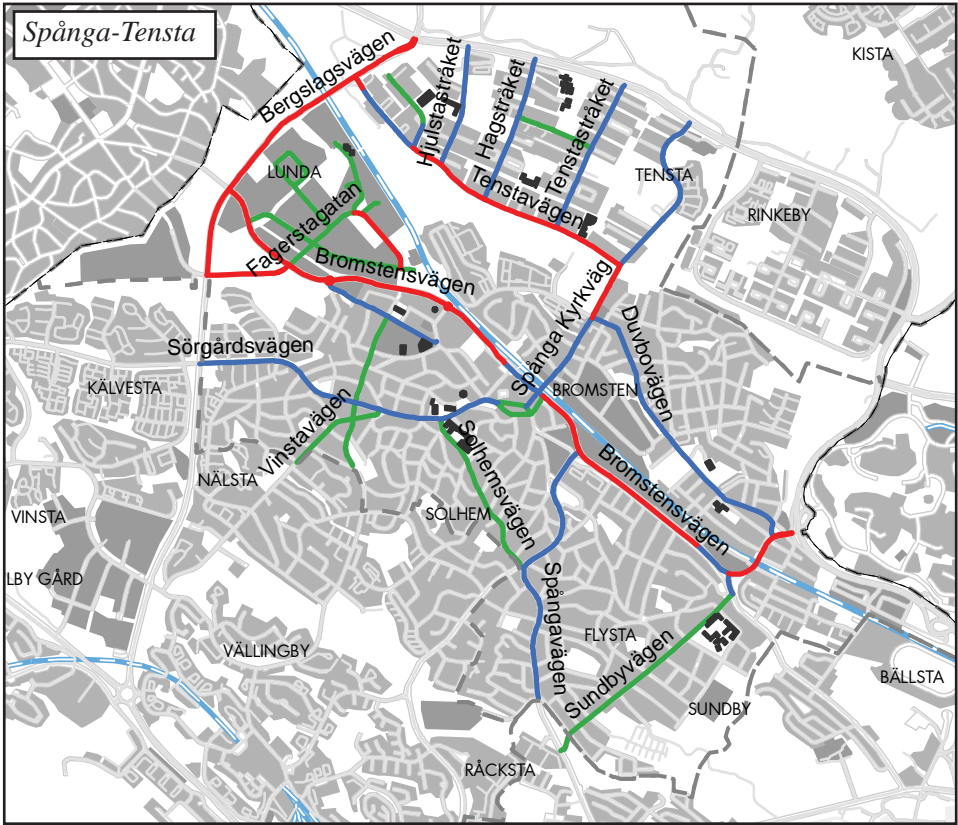 Spånga-Tensta
KISTA
Bergslagsvägen
Hjulstastråket
Hagstråket
Tenstastråket
LUNDA
TENSTA
Tenstavägen
RINKEBY
Fagerstagatan
Bromstensvägen
Spånga Kyrkväg
Duvbovägen
Sörgårdsvägen
KÄLVESTA
BROMSTEN
Vinstavägen
NÄLSTA
Solhemsvägen
Bromstensvägen
VINSTA
SOLHEM
LBY GÅRD
Spångavägen
FLYSTA
VÄLLINGBY
Sundbyvägen
BÄLLSTA
SUNDBY
RÅCKSTA